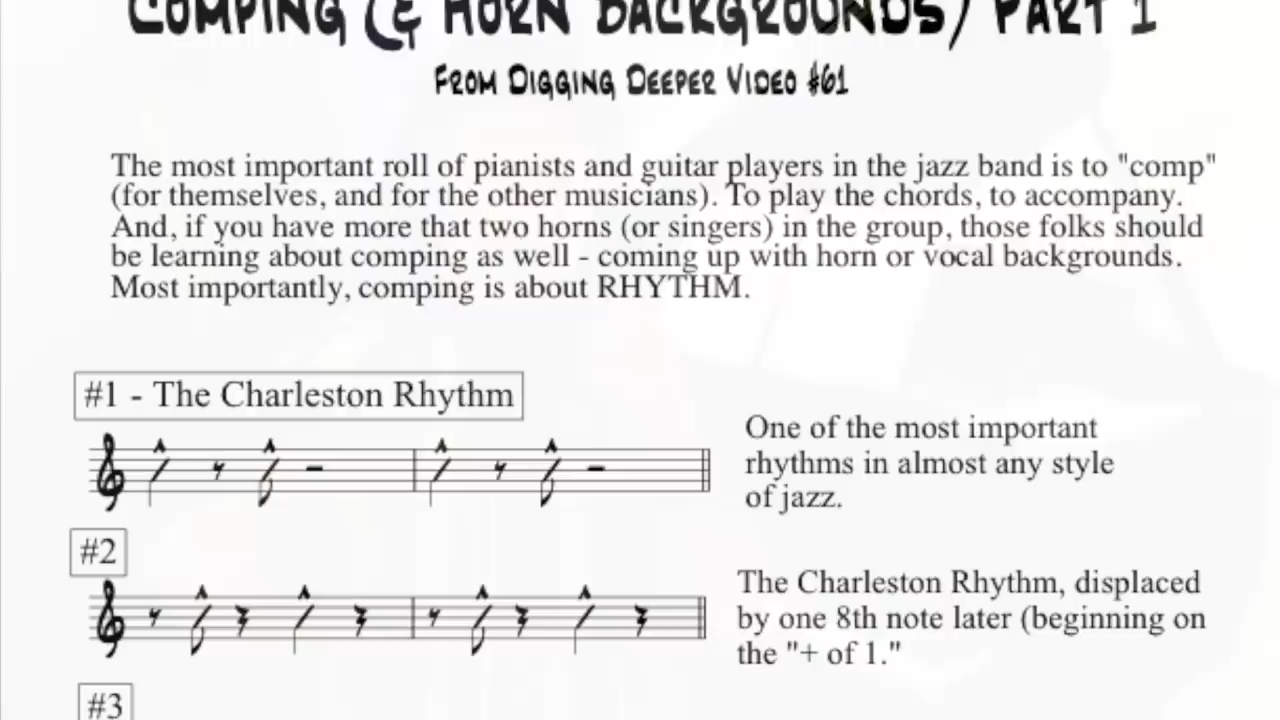 COMPING (& HORN BACKGROUNDS) PART 1
FROM DIGGING DEEPER VIDEO #61
The most important roll of pianists and guitar players in the jazz band is to "comp"
(for themselves, and for the other musicians). To play the chords, to accompany.
And, if you have more that two horns (or singers) in the group, those folks should
be learning about comping as well - coming up with horn or vocal backgrounds.
Most importantly, comping is about RHYTHM.
#1 - The Charleston Rhythm
One of the most important
rhythms in almost any style
of jazz.
#2
The Charleston Rhythm, displaced
by one 8th note later (beginning on
the "+ of 1."
#3